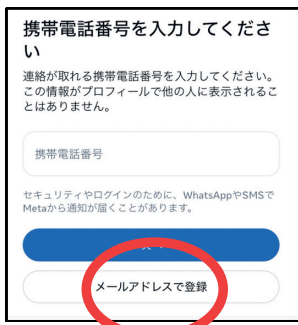 携帯電話番号を入力してくださ
い
連絡が取れる携帯電話番号を入力してください。
この情報がプロフィールで他の人に表示されるこ
とはありません。
携帯電話番号
セキュリティやログインのために、WhatsAppやSMSで
Metaから通知が届くことがあります。
メールアドレスで登録